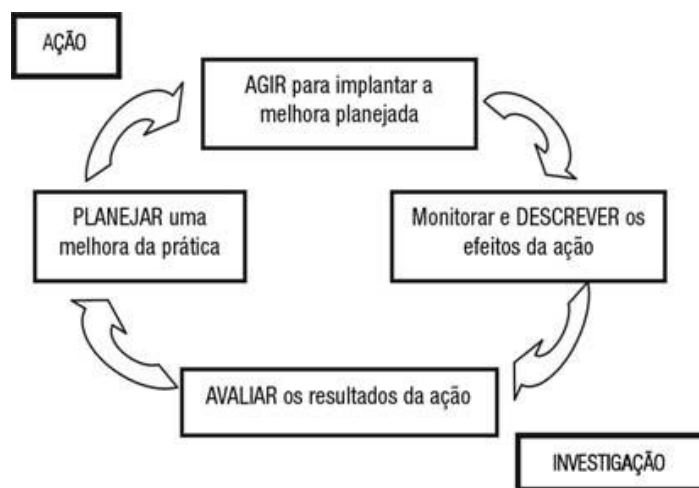 AÇÃO
AGIR para implantar a
melhora planejada
PLANEJAR uma
melhora da prática
Monitorar e DESCREVER os
efeitos da ação
AVALIAR os resultados da ação
INVESTIGAÇÃO